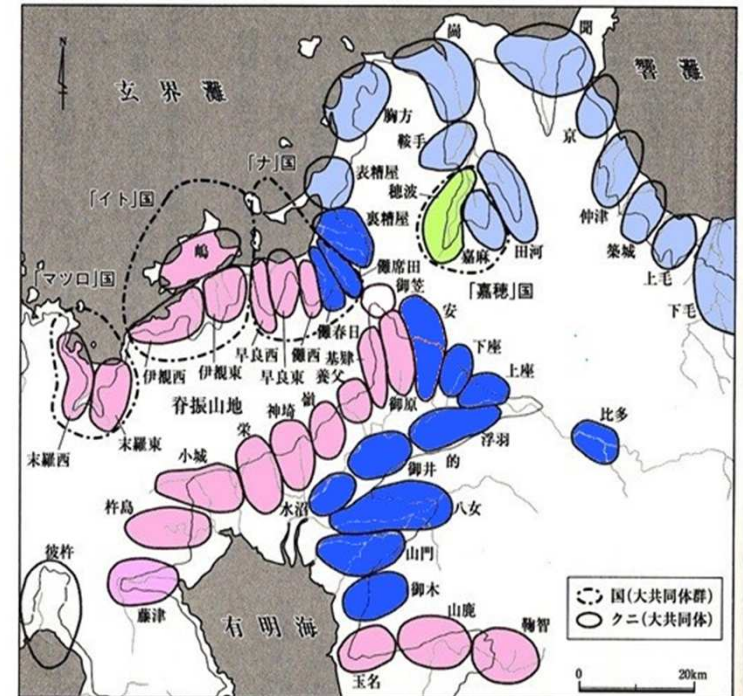 N
玄界灘
響灘
崗
聞
胸方
鞍手
京
「ナ」国
表糟屋
穂波
「イト」国
裏糟屋
仲津
嶋
嘉麻
田河
築城
儺席田
上毛
「マツロ」国
御笠
「嘉穂」国
安
下毛
儺春日
下座
早良西
儺西
基肄
伊覩西
伊覩東
早良東
養父
上座
脊振山地
嶺
神埼
御原
比多
末羅東
栄
浮羽
末羅西
小城
的
御井
杵島
水沼
八女
彼杵
山門
国(大共同体群)
御木
クニ(大共同体)
藤津
山鹿
有明海
鞠智
玉名
0 20km